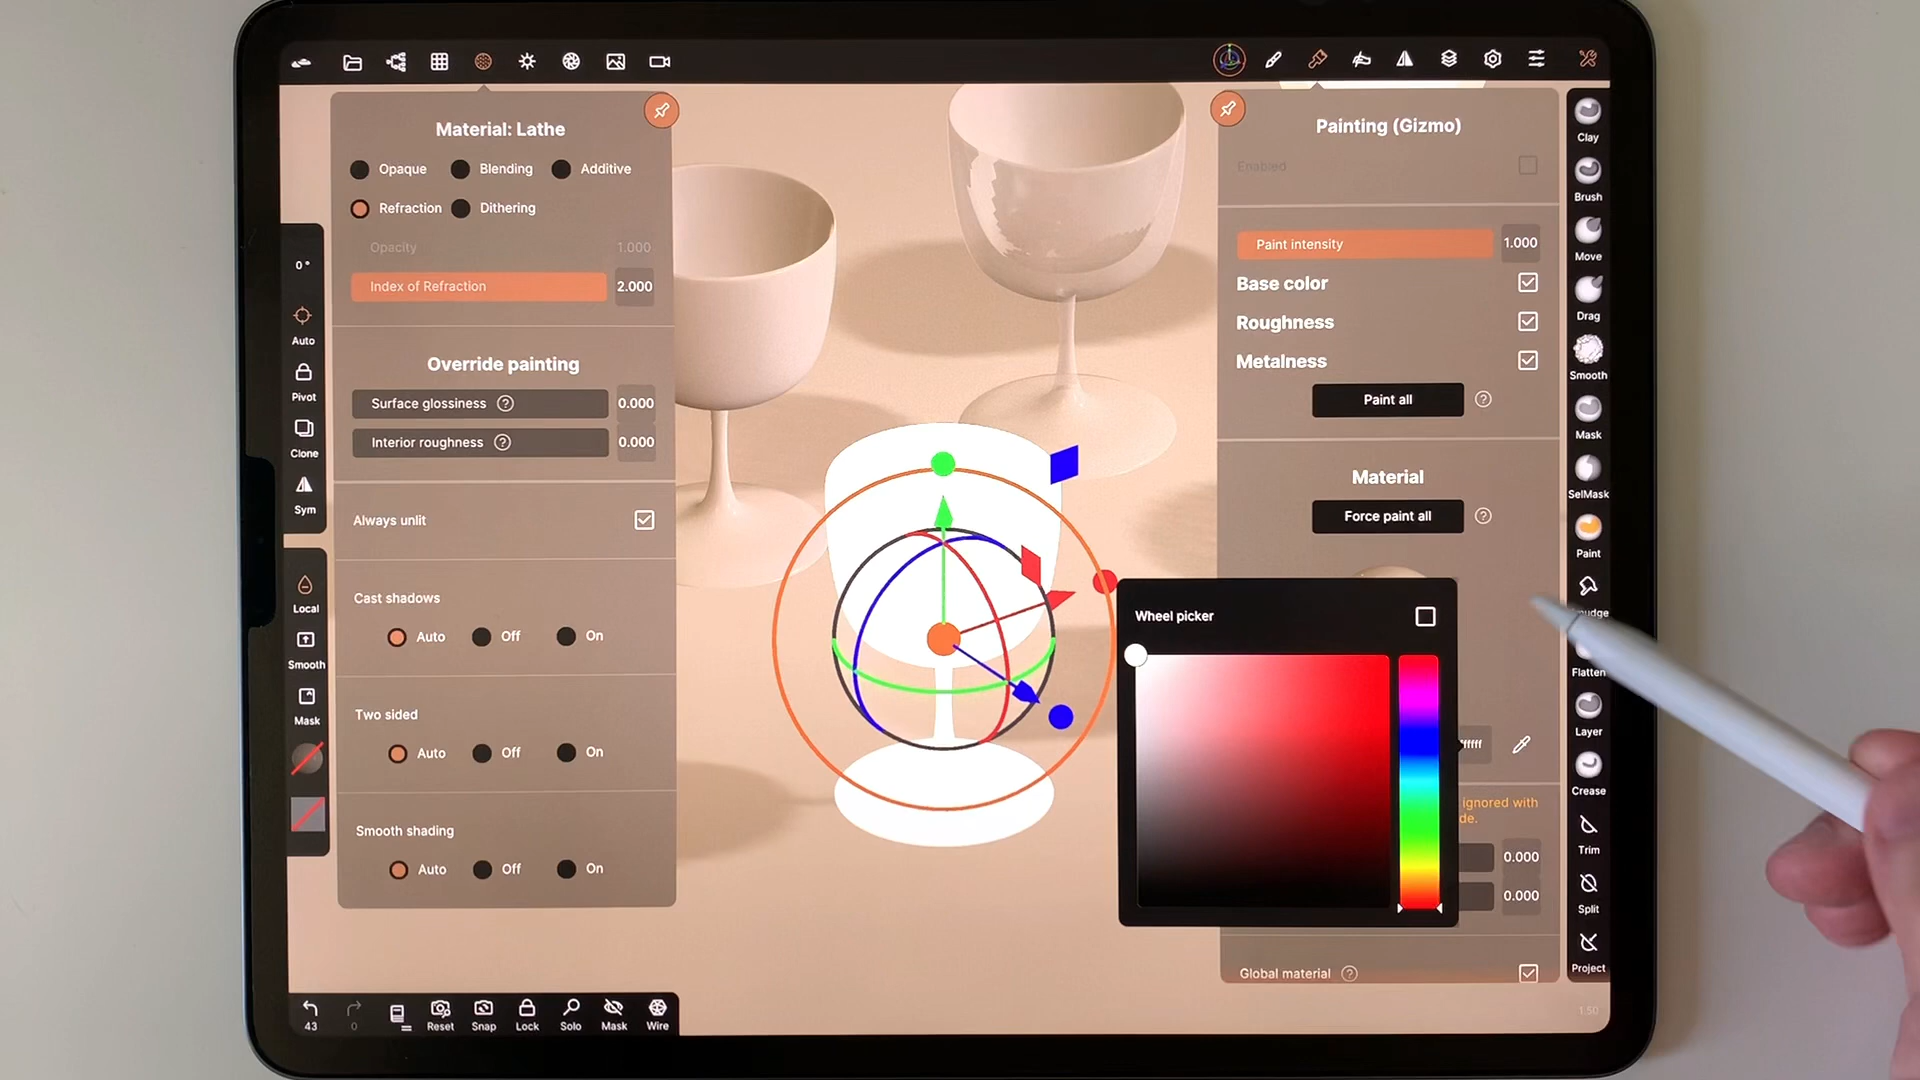 0°
Auto
Pivot
Clone
Sym
Local
Smooth
Mask
Material: Lathe
Opaque
Blending
Additive
Refraction
Dithering
Opacity 1.000
Index of Refraction 2.000
Override painting
Surface glossiness ? 0.000
Interior roughness ? 0.000
Always unlit
Cast shadows
Auto Off On
Two sided
Auto Off On
Smooth shading
Auto Off On
43
0
Reset
Snap
Lock
Solo
Mask
Wire
Painting (Gizmo)
Enabled
Paint intensity 1.000
Base color
Roughness
Metalness
Paint all ?
Material
Force paint all ?
Wheel picker
ignored with
de.
0.000
0.000
Global material ?
1.50
Clay
Brush
Move
Drag
Smooth
Mask
SelMask
Paint
Flatten
Layer
Crease
Trim
Split
Project